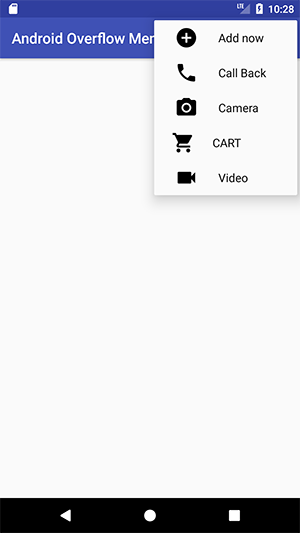 LTE 10:28
Android Overflow Men
Add now
Call Back
Camera
CART
Video